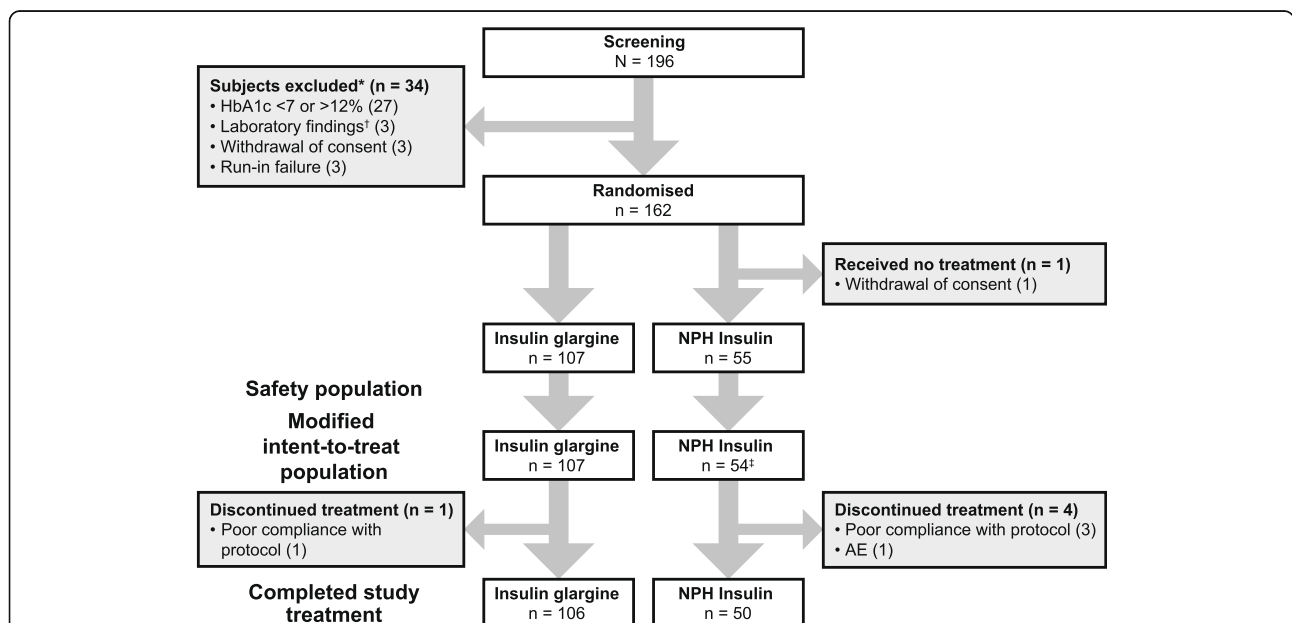 Screening
N = 196
Subjects excluded* (n = 34)
• HbA1c <7 or >12% (27)
• Laboratory findings† (3)
• Withdrawal of consent (3)
• Run-in failure (3)
Randomised
n = 162
Received no treatment (n = 1)
• Withdrawal of consent (1)
Insulin glargine
n = 107
NPH Insulin
n = 55
Safety population
Modified
intent-to-treat
population
Insulin glargine
n = 107
NPH Insulin
n = 54‡
Discontinued treatment (n = 1)
• Poor compliance with
protocol (1)
Discontinued treatment (n = 4)
• Poor compliance with protocol (3)
• AE (1)
Completed study
treatment
Insulin glargine
n = 106
NPH Insulin
n = 50